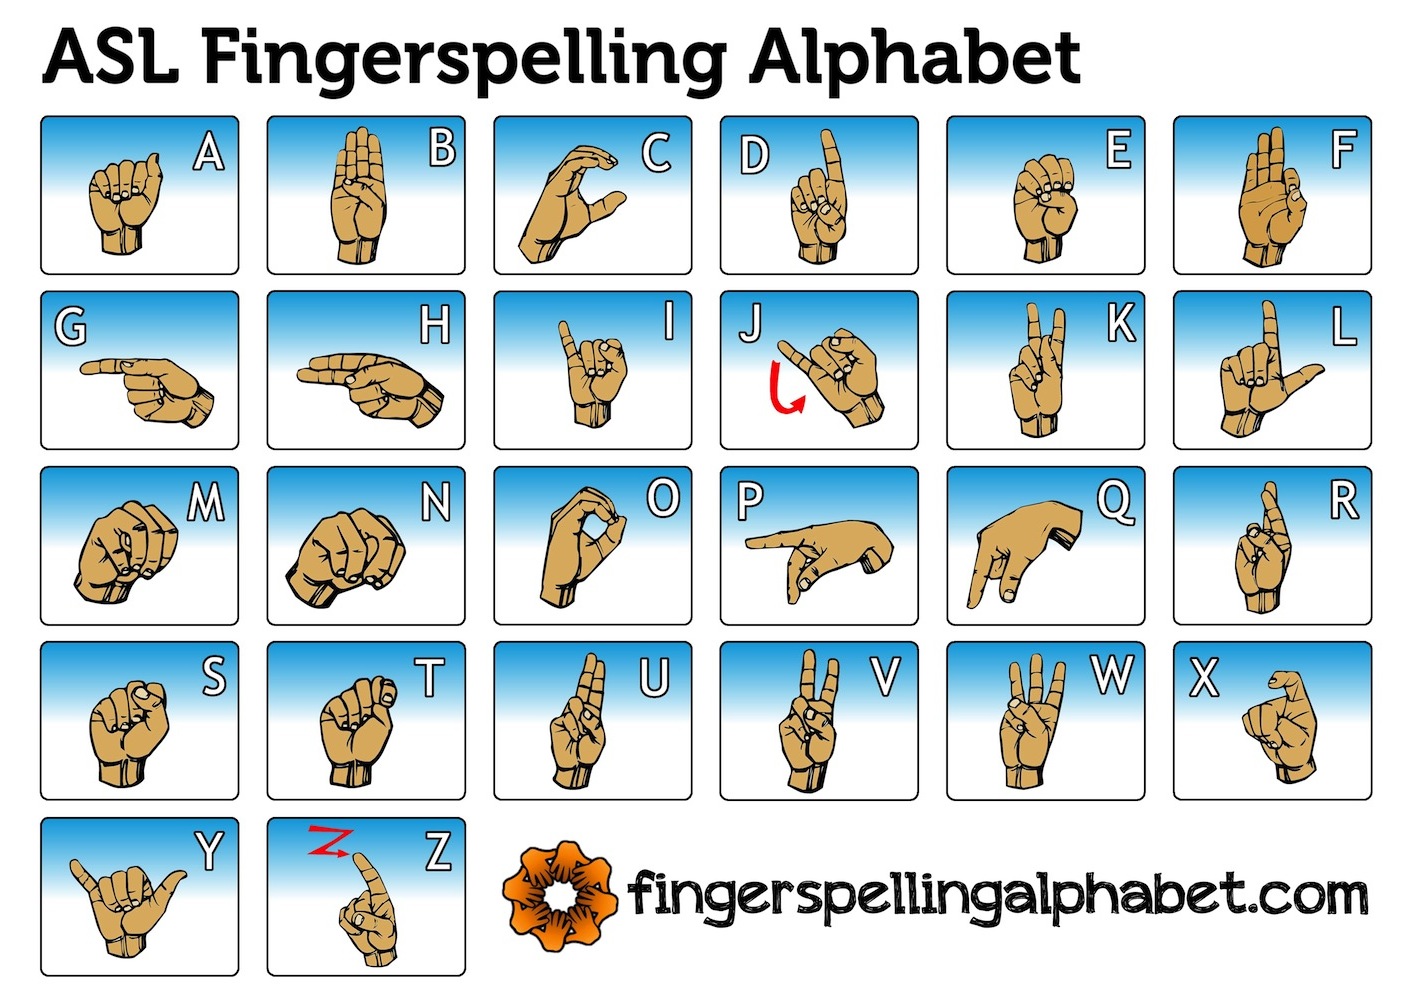 ASL Fingerspelling Alphabet
A B C D E F
G H I J K L
M N O P Q R
S T U V W X
Y Z
fingerspellingalphabet.com